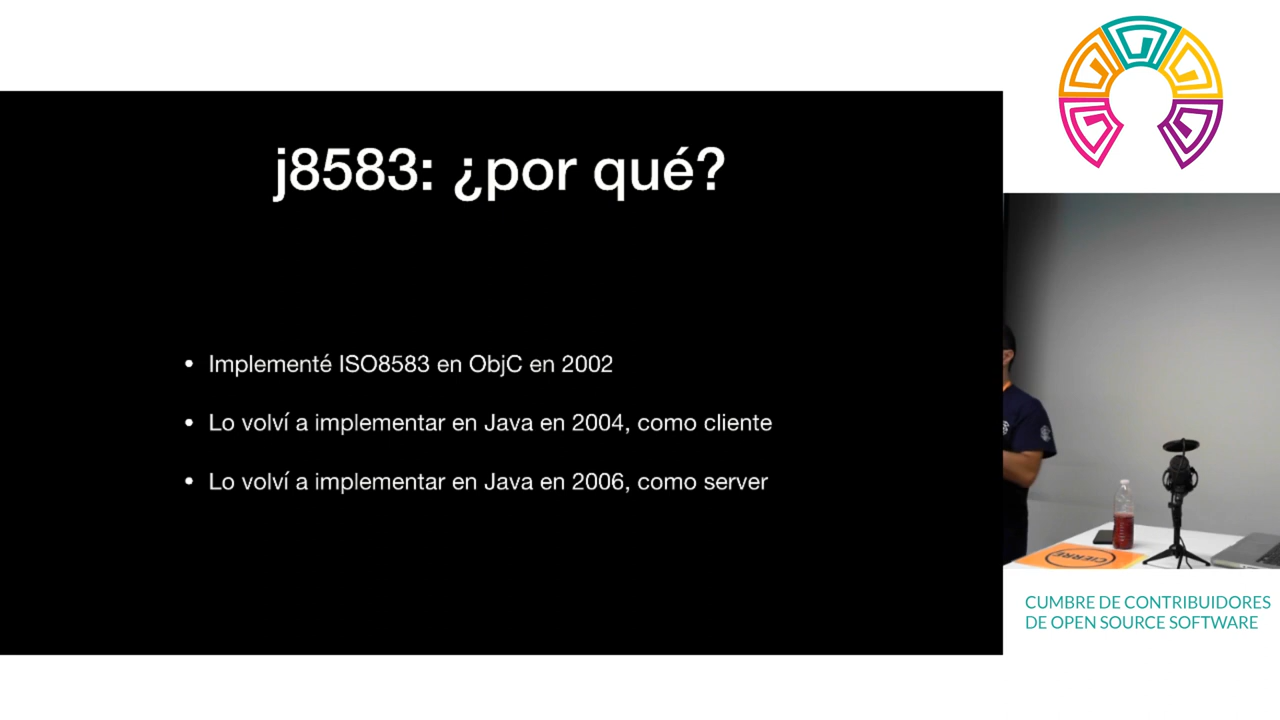 j8583: ¿por qué?
• Implementé ISO8583 en ObjC en 2002
• Lo volví a implementar en Java en 2004, como cliente
• Lo volví a implementar en Java en 2006, como server
CIERRE
CUMBRE DE CONTRIBUIDORES
DE OPEN SOURCE SOFTWARE